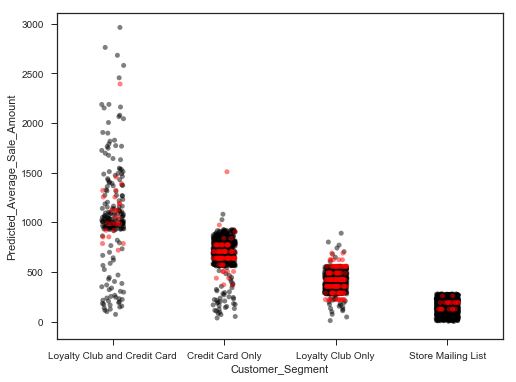 Predicted_Average_Sale_Amount
3000
2500
2000
1500
1000
500
0
Loyalty Club and Credit Card
Credit Card Only
Loyalty Club Only
Store Mailing List
Customer_Segment